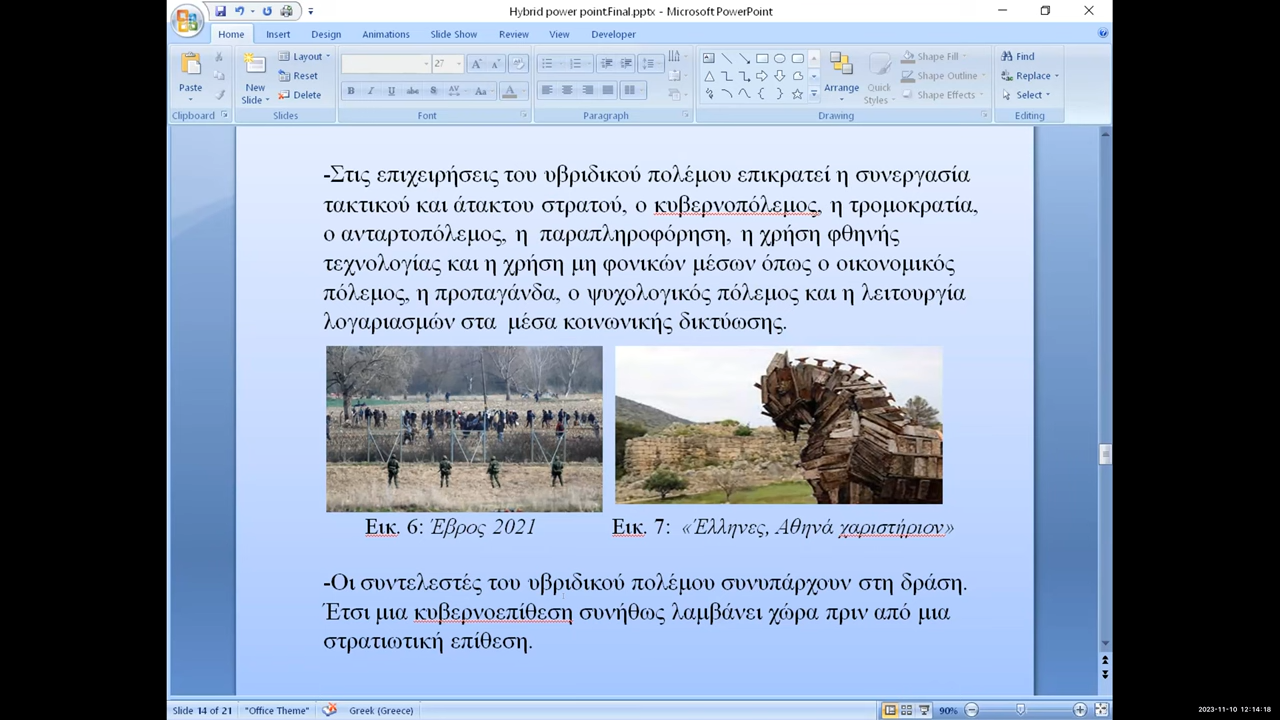 Hybrid power point.Final.pptx - Microsoft PowerPoint
Home Insert Design Animations Slide Show Review View Developer
Paste
Clipboard
New Slide
Layout
Reset
Delete
Slides
27
Font
Paragraph
Arrange
Quick Styles
Shape Fill
Shape Outline
Shape Effects
Drawing
Find
Replace
Select
Editing
-Στις επιχειρήσεις του υβριδικού πολέμου επικρατεί η συνεργασία
τακτικού και άτακτου στρατού, ο κυβερνοπόλεμος, η τρομοκρατία,
ο ανταρτοπόλεμος, η παραπληροφόρηση, η χρήση φθηνής
τεχνολογίας και η χρήση μη φονικών μέσων όπως ο οικονομικός
πόλεμος, η προπαγάνδα, ο ψυχολογικός πόλεμος και η λειτουργία
λογαριασμών στα μέσα κοινωνικής δικτύωσης.
Εικ. 6: Έβρος 2021
Εικ. 7: «Έλληνες, Αθηνά χαριστήριον»
-Οι συντελεστές του υβριδικού πολέμου συνυπάρχουν στη δράση.
Έτσι μια κυβερνοεπίθεση συνήθως λαμβάνει χώρα πριν από μια
στρατιωτική επίθεση.
Slide 14 of 21 "Office Theme" Greek (Greece) 90%
2023-11-10 12:14:18